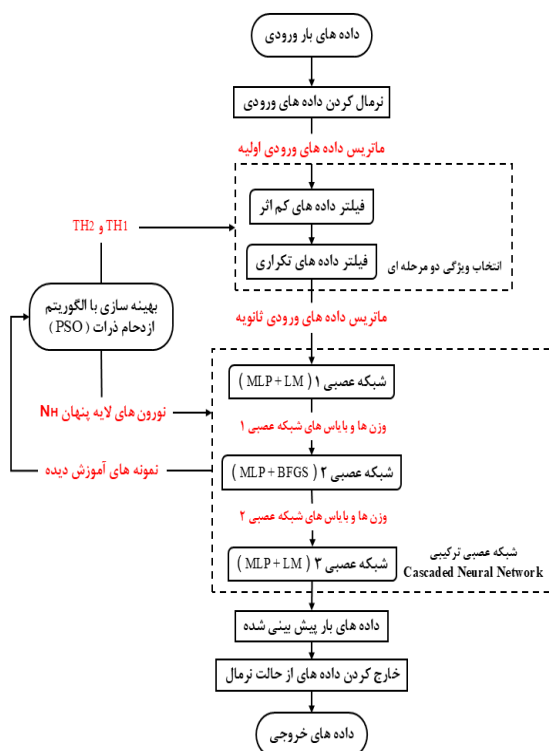 داده های بار ورودی
نرمال کردن داده های ورودی
ماتریس داده های ورودی اولیه
فیلتر داده های کم اثر
TH1 و TH2
فیلتر داده های تکراری
انتخاب ویژگی دو مرحله ای
بهینه سازی با الگوریتم
ازدحام ذرات ( PSO )
ماتریس داده های ورودی ثانویه
شبکه عصبی ۱ ( MLP + LM )
نورون های لایه پنهان NH
وزن ها و بایاس های شبکه عصبی ۱
نمونه های آموزش دیده
شبکه عصبی ۲ ( MLP + BFGS )
وزن ها و بایاس های شبکه عصبی ۲
شبکه عصبی ۳ ( MLP + LM )
شبکه عصبی ترکیبی
Cascaded Neural Network
داده های بار پیش بینی شده
خارج کردن داده های از حالت نرمال
داده های خروجی